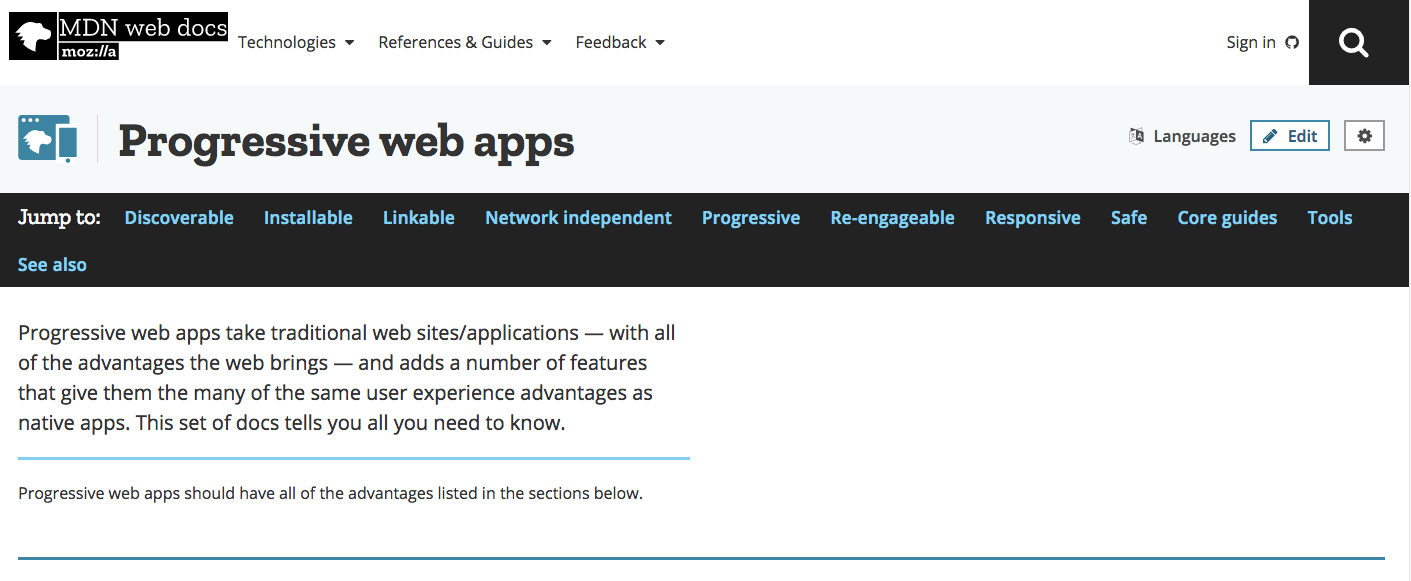 MDN web docs
moz://a
Technologies
References & Guides
Feedback
Sign in
Progressive web apps
Languages
Edit
Jump to: Discoverable Installable Linkable Network independent Progressive Re-engageable Responsive Safe Core guides Tools
See also
Progressive web apps take traditional web sites/applications — with all
of the advantages the web brings — and adds a number of features
that give them the many of the same user experience advantages as
native apps. This set of docs tells you all you need to know.
Progressive web apps should have all of the advantages listed in the sections below.